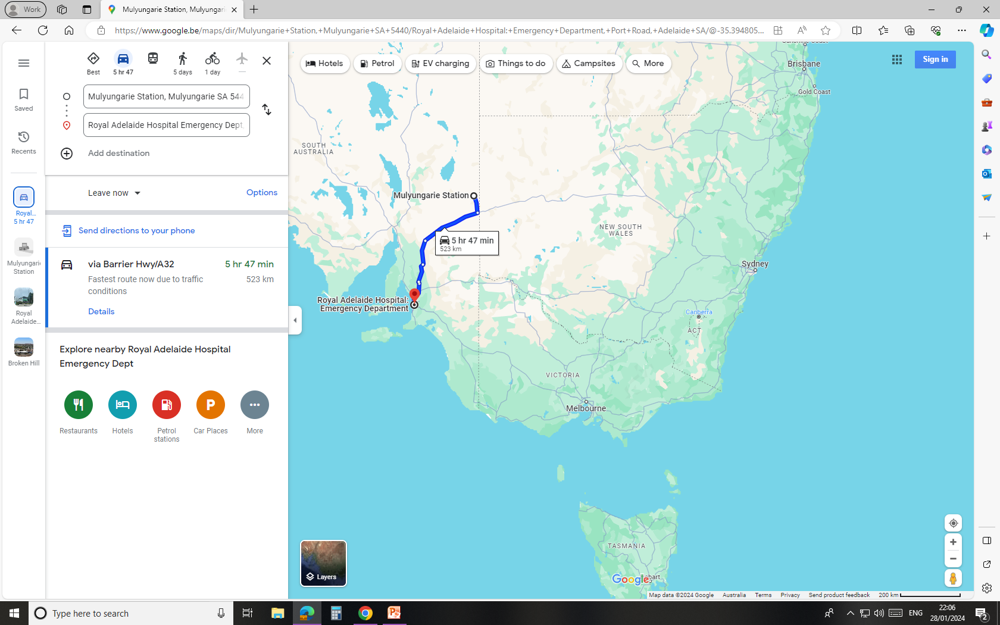 Work
Mulyungarie Station, Mulyungari
https://www.google.be/maps/dir/Mulyungarie+Station,+Mulyungarie+SA+5440/Royal+Adelaide+Hospital:+Emergency+Department,+Port+Road,+Adelaide+SA/@-35.394805...
Best
5 hr 47
5 days
1 day
—
Mulyungarie Station, Mulyungarie SA 544
Royal Adelaide Hospital Emergency Dept,
Add destination
Saved
Recents
Royal...
5 hr 47
Mulyungarie
Station
Royal
Adelaide...
Broken Hill
Leave now
Options
Send directions to your phone
via Barrier Hwy/A32
5 hr 47 min
Fastest route now due to traffic
conditions
523 km
Details
Explore nearby Royal Adelaide Hospital
Emergency Dept
P
Restaurants
Hotels
Petrol
stations
Car Places
More
Hotels
Petrol
EV charging
Things to do
Campsites
More
Sign in
Sunshine Coast
Brisbane
Gold Coast
SOUTH
AUSTRALIA
Mulyungarie Station
5 hr 47 min
523 km
NEW SOUTH
WALES
Sydney
Royal Adelaide Hospital:
Emergency Department
Canberra
ACT
VICTORIA
Melbourne
TASMANIA
Google
bart
Layers
Map data ©2024 Google
Australia
Terms
Privacy
Send product feedback
200 km
Type here to search
ENG
22:06
28/01/2024
2